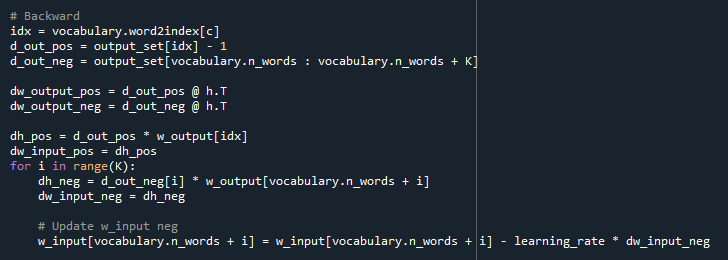 # Backward
idx = vocabulary.word2index[c]
d_out_pos = output_set[idx] - 1
d_out_neg = output_set[vocabulary.n_words : vocabulary.n_words + K]
dw_output_pos = d_out_pos @ h.T
dw_output_neg = d_out_neg @ h.T
dh_pos = d_out_pos * w_output[idx]
dw_input_pos = dh_pos
for i in range(K):
    dh_neg = d_out_neg[i] * w_output[vocabulary.n_words + i]
    dw_input_neg = dh_neg
    # Update w_input neg
    w_input[vocabulary.n_words + i] = w_input[vocabulary.n_words + i] - learning_rate * dw_input_neg